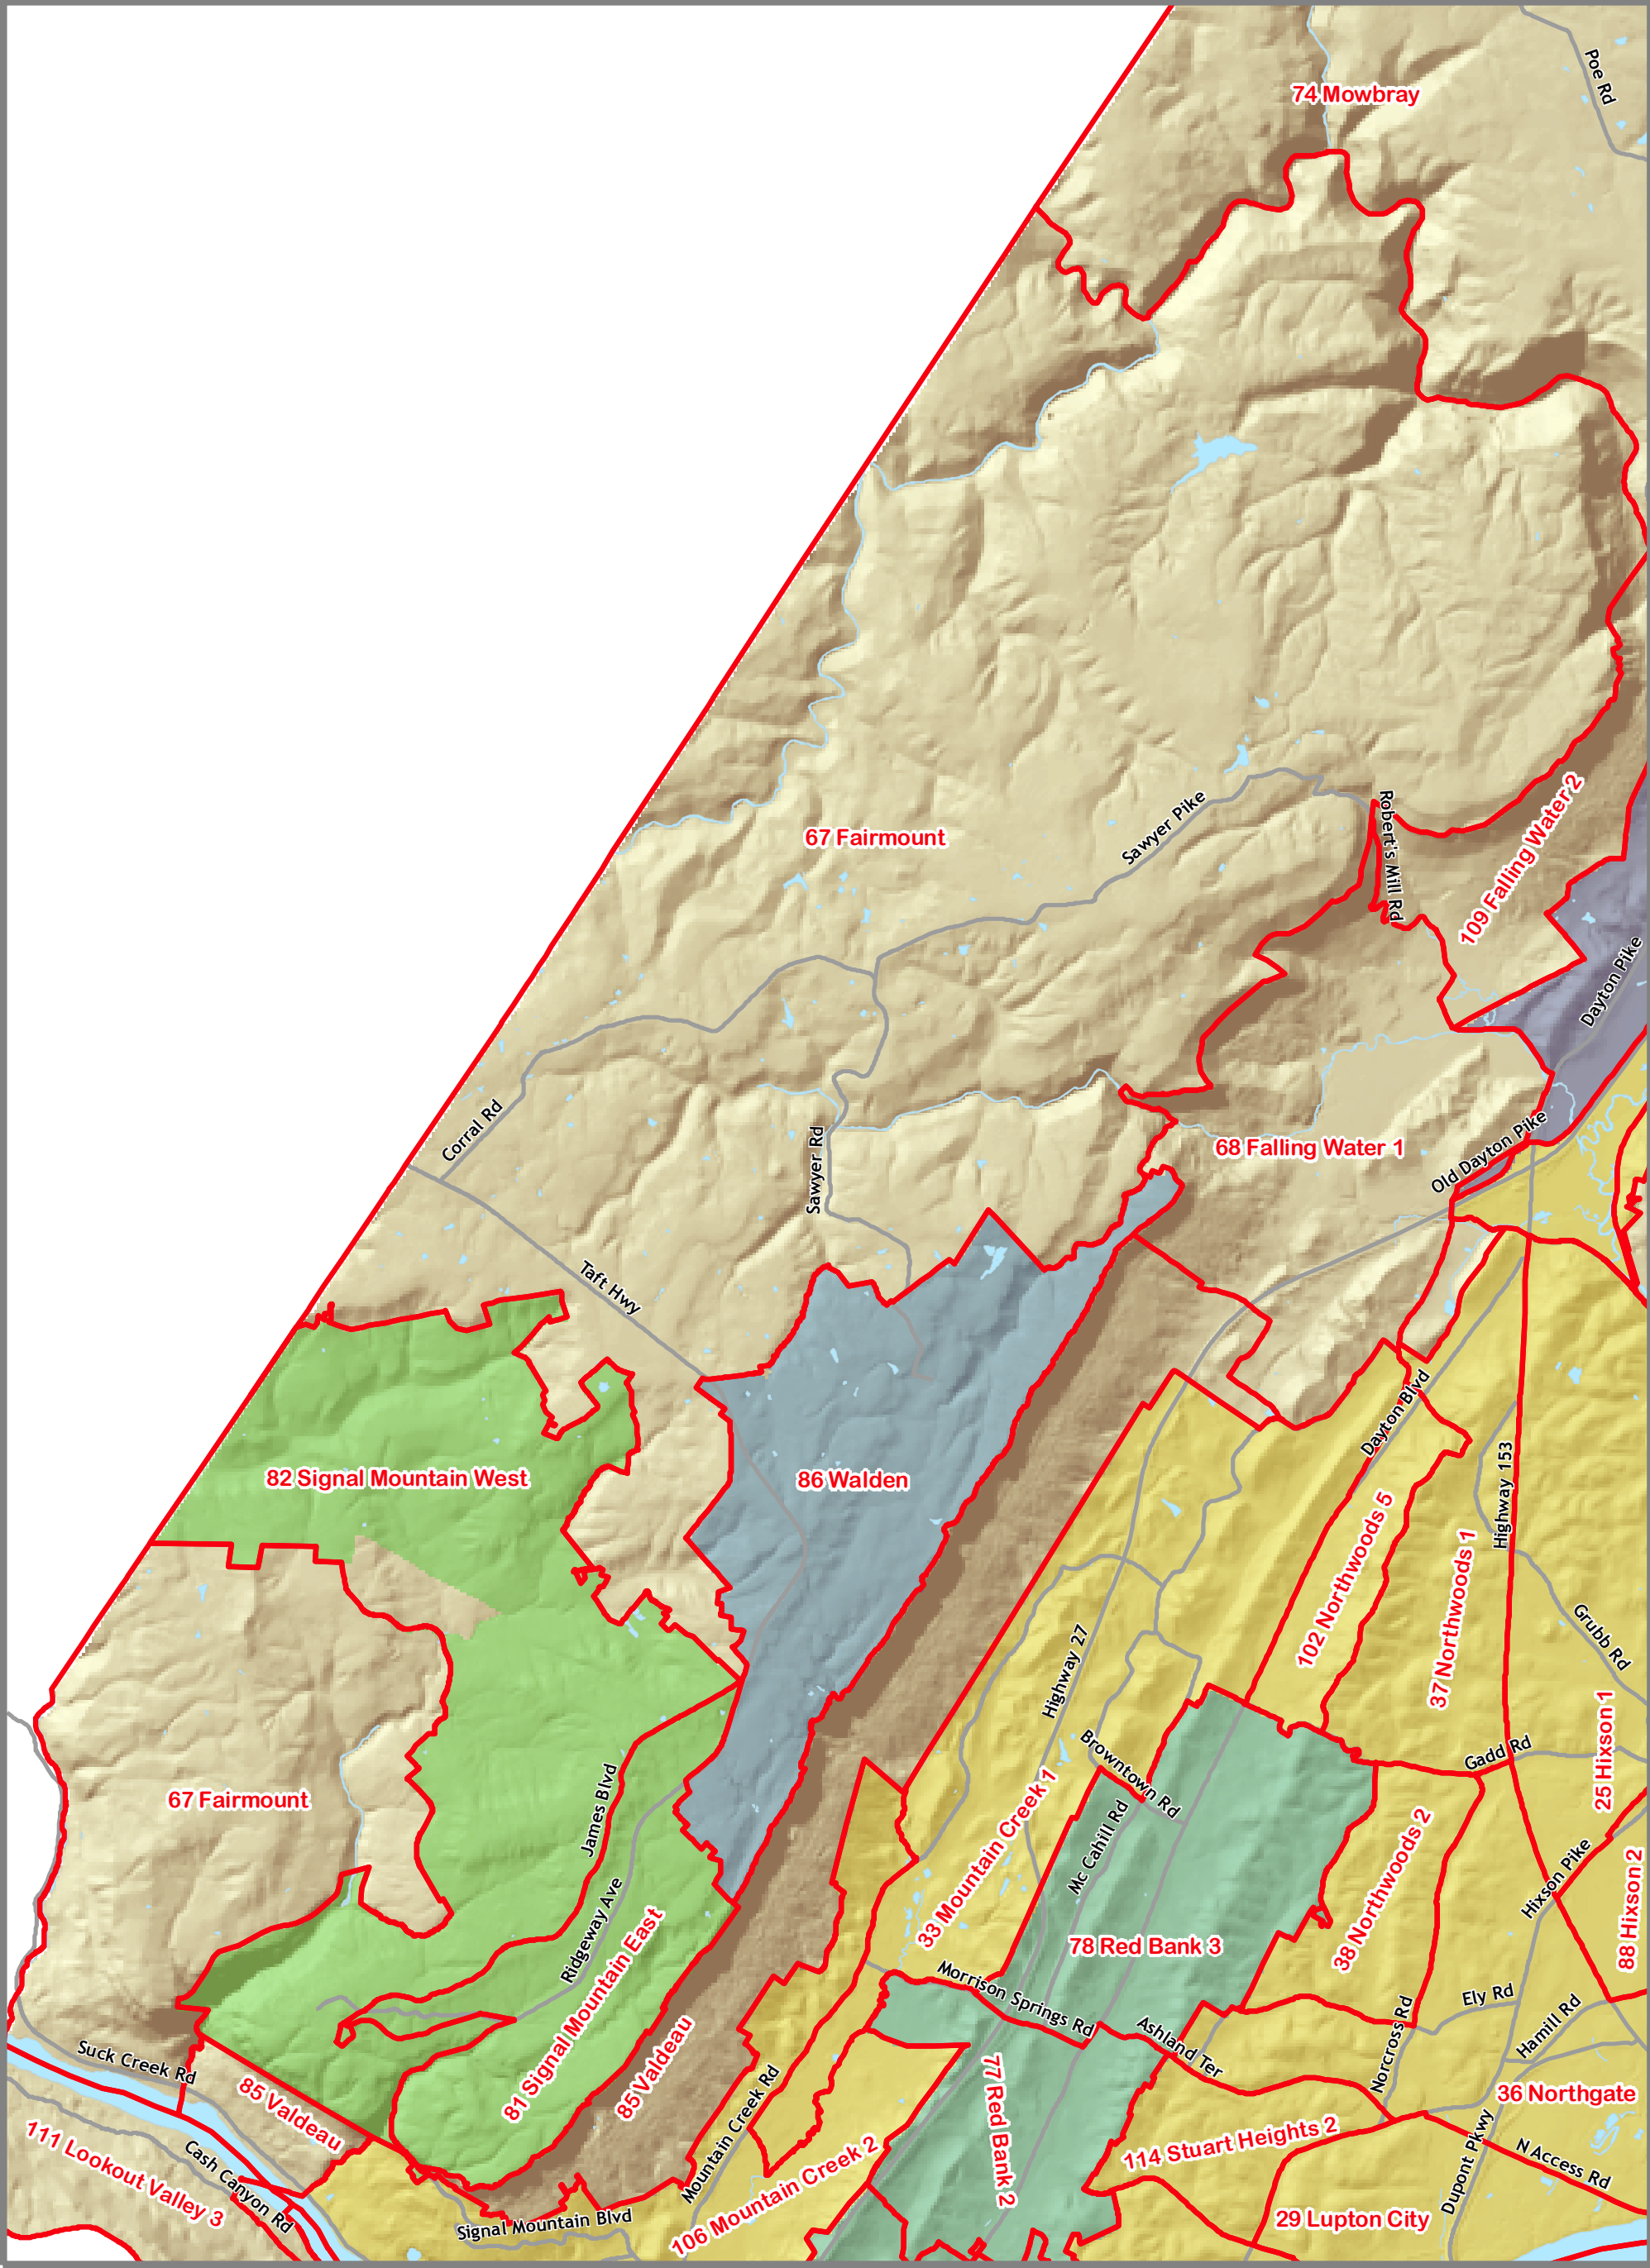 Poe Rd
74 Mowbray
Sawyer Pike
Robert's Mill Rd
67 Fairmount
109 Falling Water 2
Dayton Pike
Corral Rd
Sawyer Rd
68 Falling Water 1
Old Dayton Pike
Taft Hwy
Dayton Blvd
82 Signal Mountain West
86 Walden
Highway 153
102 Northwoods 5
37 Northwoods 1
Grubb Rd
Highway 27
25 Hixson 1
Gadd Rd
Browntown Rd
67 Fairmount
James Blvd
33 Mountain Creek 1
Mc Cahill Rd
38 Northwoods 2
Hixson Pike
88 Hixson 2
Ridgeway Ave
78 Red Bank 3
81 Signal Mountain East
Morrison Springs Rd
Ely Rd
Hamill Rd
Ashland Ter
Norcross Rd
Suck Creek Rd
85 Valdeau
85 Valdeau
Mountain Creek Rd
77 Red Bank 2
36 Northgate
111 Lookout Valley 3
Cash Canyon Rd
114 Stuart Heights 2
N Access Rd
Dupont Pkwy
106 Mountain Creek 2
Signal Mountain Blvd
29 Lupton City